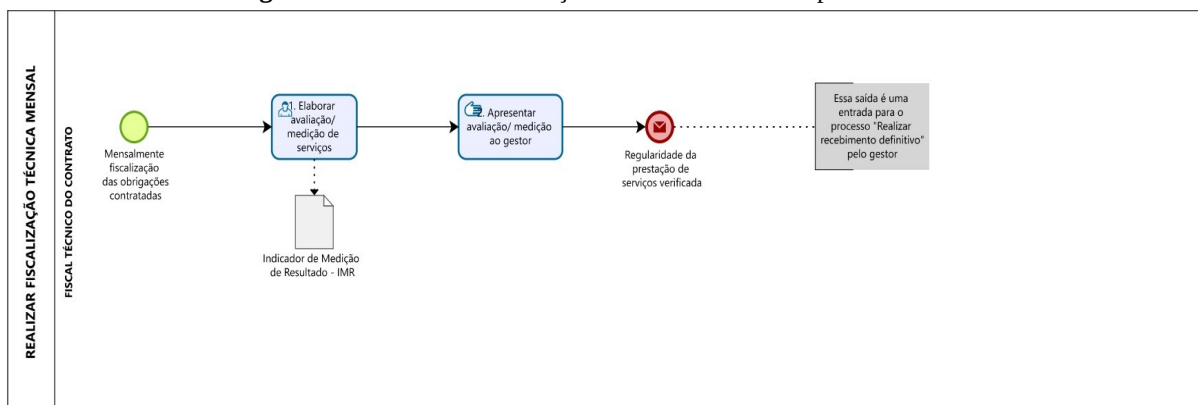 REALIZAR FISCALIZAÇÃO TÉCNICA MENSAL
FISCAL TÉCNICO DO CONTRATO
Mensalmente
fiscalização
das obrigações
contratadas
1. Elaborar
avaliação/
medição de
serviços
Indicador de Medição
de Resultado - IMR
2. Apresentar
avaliação/ medição
ao gestor
Regularidade da
prestação de
serviços verificada
Essa saída é uma
entrada para o
processo "Realizar
recebimento definitivo"
pelo gestor